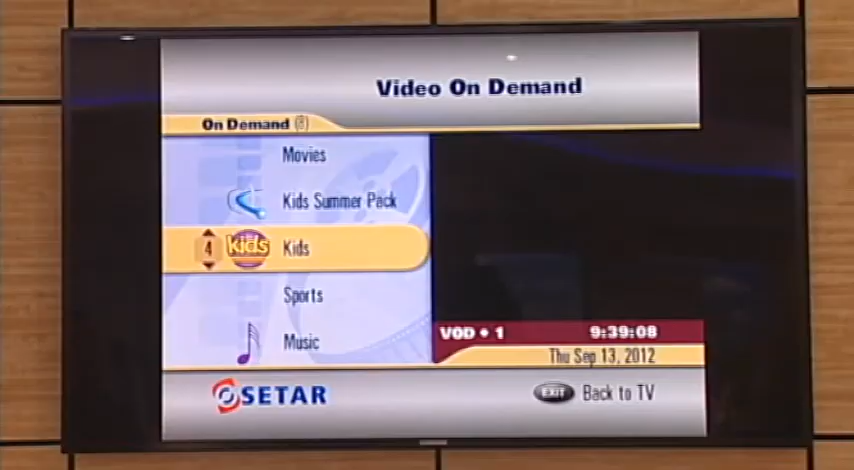 Video On Demand
On Demand (8)
Movies
Kids Summer Pack
4 kids Kids
Sports
Music
VOD • 1 9:39:08
Thu Sep 13, 2012
SETAR
EXIT Back to TV